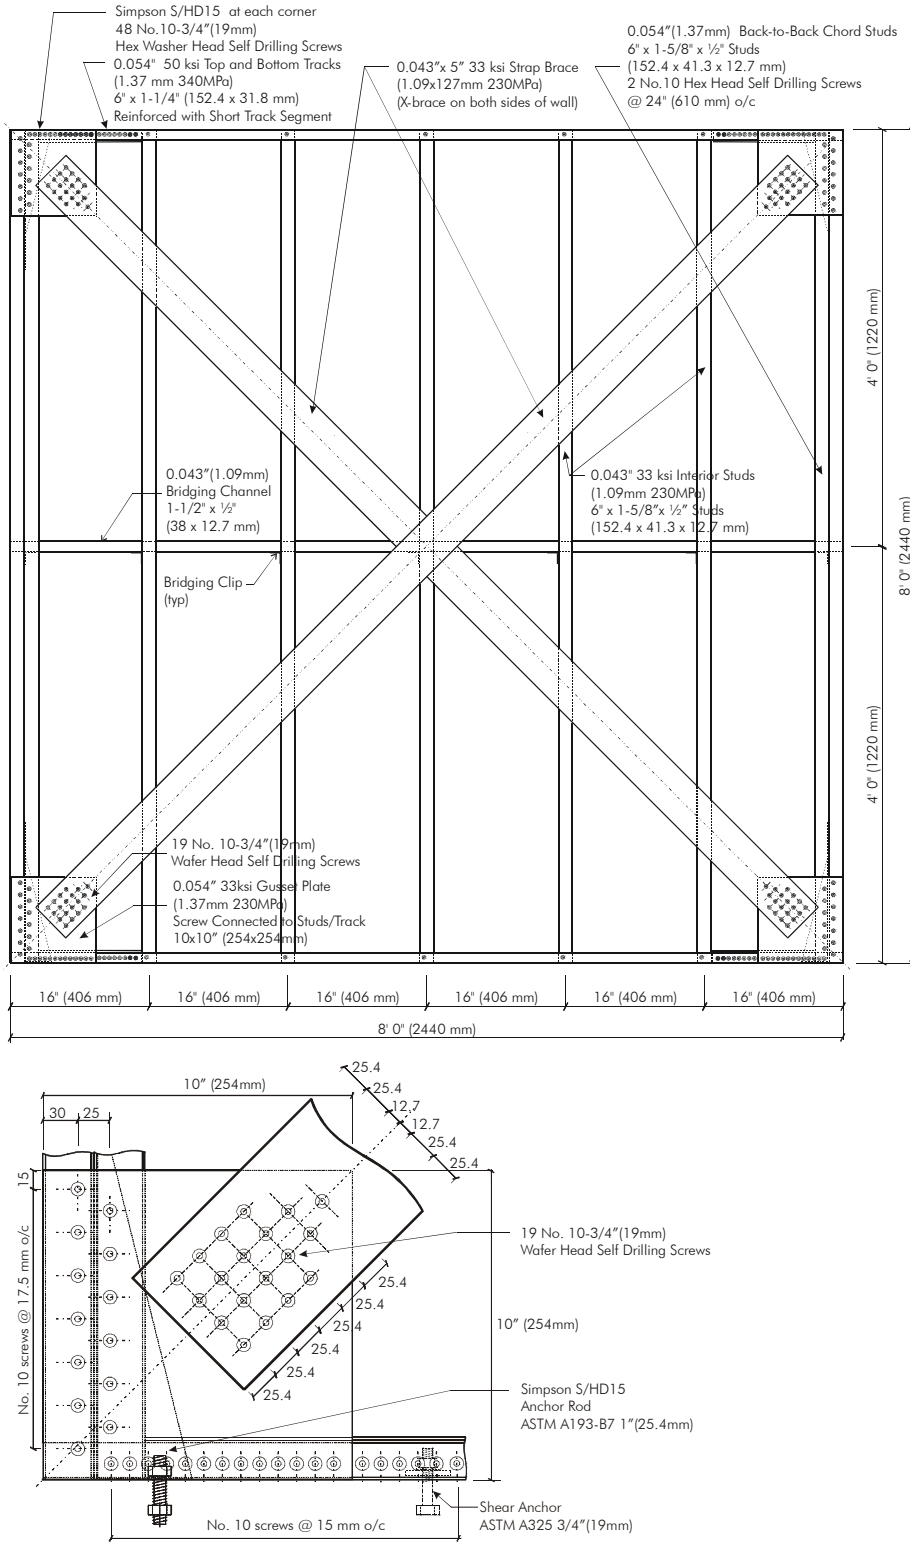 Simpson S/HD15 at each corner
48 No.10-3/4"(19mm)
Hex Washer Head Self Drilling Screws
0.054" 50 ksi Top and Bottom Tracks
(1.37 mm 340MPa)
6" x 1-1/4" (152.4 x 31.8 mm)
Reinforced with Short Track Segment
0.043"x 5" 33 ksi Strap Brace
(1.09x127mm 230MPa)
(X-brace on both sides of wall)
0.054"(1.37mm) Back-to-Back Chord Studs
6" x 1-5/8" x ½" Studs
(152.4 x 41.3 x 12.7 mm)
2 No.10 Hex Head Self Drilling Screws
@ 24" (610 mm) o/c
4' 0" (1220 mm)
0.043"(1.09mm)
Bridging Channel
1-1/2" x ½"
(38 x 12.7 mm)
0.043" 33 ksi Interior Studs
(1.09mm 230MPa)
6" x 1-5/8"x ½" Studs
(152.4 x 41.3 x 12.7 mm)
Bridging Clip
(typ)
8' 0" (2440 mm)
4' 0" (1220 mm)
19 No. 10-3/4"(19mm)
Wafer Head Self Drilling Screws
0.054" 33ksi Gusset Plate
(1.37mm 230MPa)
Screw Connected to Studs/Track
10x10" (254x254mm)
16" (406 mm)
16" (406 mm)
16" (406 mm)
16" (406 mm)
16" (406 mm)
16" (406 mm)
8' 0" (2440 mm)
10" (254mm)
30
25
15
25.4
25.4
12.7
12.7
25.4
25.4
No. 10 screws @ 17.5 mm o/c
19 No. 10-3/4"(19mm)
Wafer Head Self Drilling Screws
25.4
25.4
25.4
25.4
25.4
25.4
10" (254mm)
Simpson S/HD15
Anchor Rod
ASTM A193-B7 1"(25.4mm)
Shear Anchor
ASTM A325 3/4"(19mm)
No. 10 screws @ 15 mm o/c